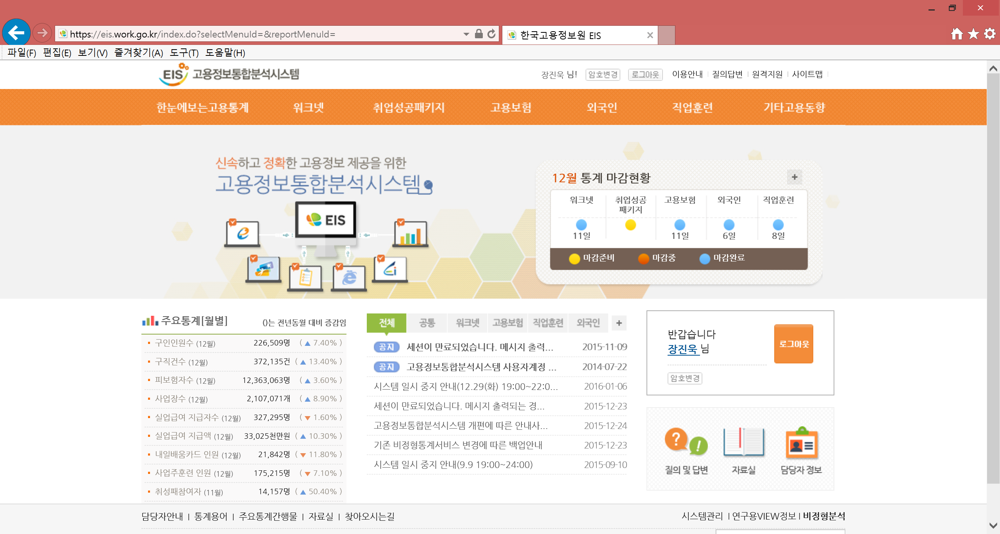 https://eis.work.go.kr/index.do?selectMenuId=&reportMenuId=
한국고용정보원 EIS
파일(F) 편집(E) 보기(V) 즐겨찾기(A) 도구(T) 도움말(H)
EIS 고용정보통합분석시스템
장진욱 님! 암호변경 로그아웃 이용안내 질의답변 원격지원 사이트맵
한눈에보는고용통계 워크넷 취업성공패키지 고용보험 외국인 직업훈련 기타고용동향
신속하고 정확한 고용정보 제공을 위한
고용정보통합분석시스템
EIS
12월 통계 마감현황 +
워크넷 취업성공 패키지 고용보험 외국인 직업훈련
11일 11일 6일 8일
마감준비 마감중 마감완료
주요통계[월별] ()는 전년동월 대비 증감임
구인인원수 (12월) 226,509명 ( ▲ 7.40% )
구직건수 (12월) 372,135건 ( ▲ 13.40% )
피보험자수 (12월) 12,363,063명 ( ▲ 3.60% )
사업장수 (12월) 2,107,071개 ( ▲ 8.90% )
실업급여 지급자수 (12월) 327,295명 ( ▼ 1.60% )
실업급여 지급액 (12월) 33,025천만원 ( ▲ 10.30% )
내일배움카드 인원 (12월) 21,842명 ( ▼ 11.80% )
사업주훈련 인원 (12월) 175,215명 ( ▼ 7.10% )
취성패참여자 (11월) 14,157명 ( ▲ 50.40% )
전체 공통 워크넷 고용보험 직업훈련 외국인 +
공지 세션이 만료되었습니다. 메시지 출력... 2015-11-09
공지 고용정보통합분석시스템 사용자계정 ... 2014-07-22
시스템 일시 중지 안내(12.29(화) 19:00~22:0... 2016-01-06
세션이 만료되었습니다. 메시지 출력되는 경... 2015-12-23
고용정보통합분석시스템 개편에 따른 안내사... 2015-12-24
기존 비정형통계서비스 변경에 따른 백업안내 2015-12-23
시스템 일시 중지 안내(9.9 19:00~24:00) 2015-09-10
반갑습니다
장진욱 님
로그아웃
암호변경
질의 및 답변 자료실 담당자 정보
담당자안내 | 통계용어 | 주요통계간행물 | 자료실 | 찾아오시는길
시스템관리 | 연구용VIEW정보 | 비정형분석